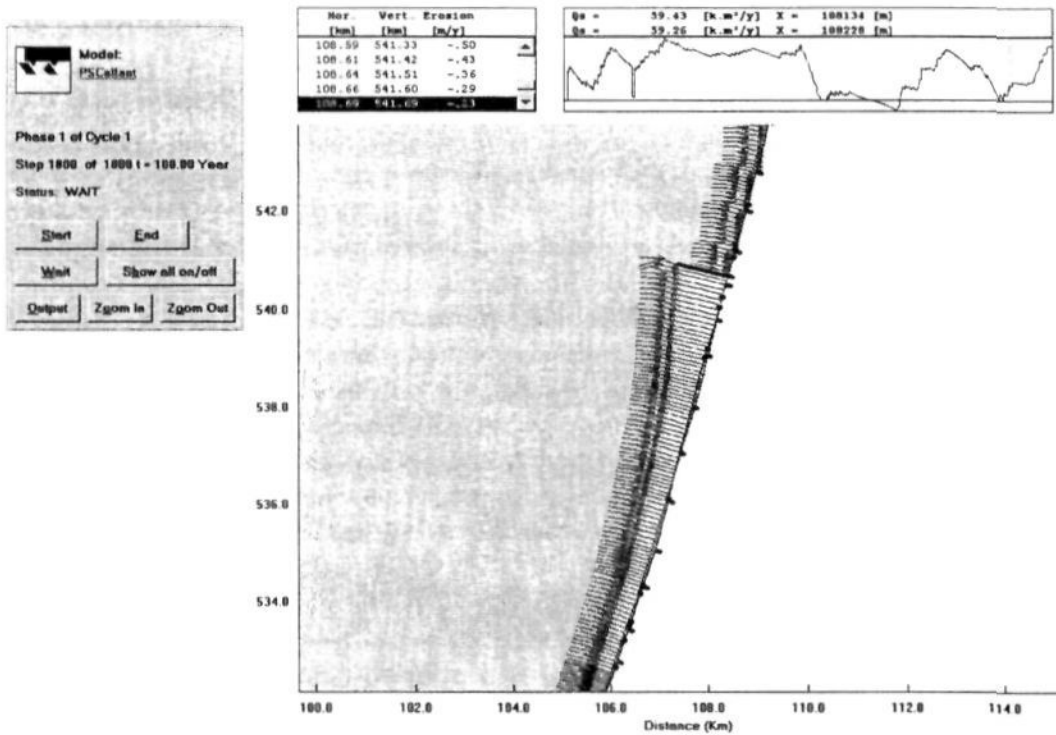 Model:
PSCallant
Phase 1 of Cycle 1
Step 1000 of 1000 t = 100.00 Year
Status: WAIT
Start End
Wait Show all on/off
Output Zoom In Zoom Out
Hor. Vert. Erosion
[km] [km] [m/y]
108.59 541.33 -.50
108.61 541.42 -.43
108.64 541.51 -.36
108.66 541.60 -.29
108.69 541.69 -.23
Qs = 39.43 [k.m³/y] X = 108134 [m]
Qs = 39.26 [k.m³/y] X = 108228 [m]
542.0
540.0
538.0
536.0
534.0
100.0 102.0 104.0 106.0 108.0 110.0 112.0 114.0
Distance (Km)